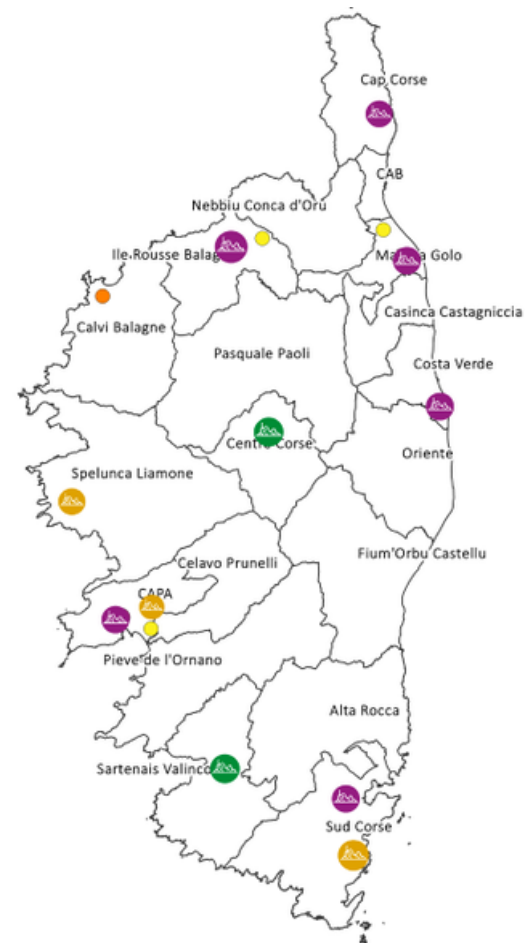 Cap Corse
CAB
Nebbiu Conca d'Oru
Ile Rousse Balag
Golo
Calvi Balagne
Casinca Castagniccia
Pasquale Paoli
Costa Verde
Centre Corse
Oriente
Spelunca Liamone
Fium'Orbu Castellu
Celavo Prunelli
CAPA
Pieve de l'Ornano
Alta Rocca
Sartenais Valinco
Sud Corse